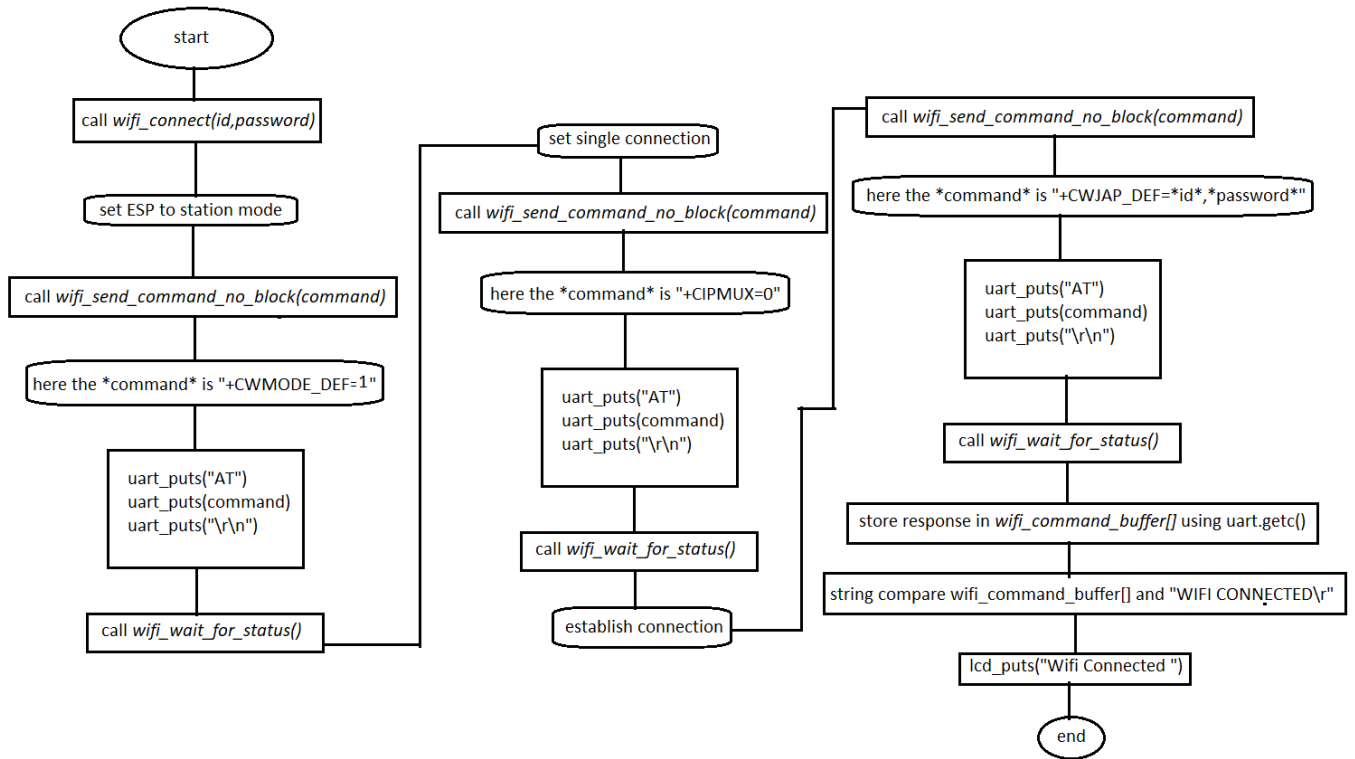 start
call wifi_connect(id,password)
set ESP to station mode
call wifi_send_command_no_block(command)
here the *command* is "+CWMODE_DEF=1"
uart_puts("AT")
uart_puts(command)
uart_puts("\r\n")
call wifi_wait_for_status()
set single connection
call wifi_send_command_no_block(command)
here the *command* is "+CIPMUX=0"
uart_puts("AT")
uart_puts(command)
uart_puts("\r\n")
call wifi_wait_for_status()
establish connection
call wifi_send_command_no_block(command)
here the *command* is "+CWJAP_DEF=*id*,*password*"
uart_puts("AT")
uart_puts(command)
uart_puts("\r\n")
call wifi_wait_for_status()
store response in wifi_command_buffer[] using uart.getc()
string compare wifi_command_buffer[] and "WIFI CONNECTED\r"
lcd_puts("Wifi Connected ")
end